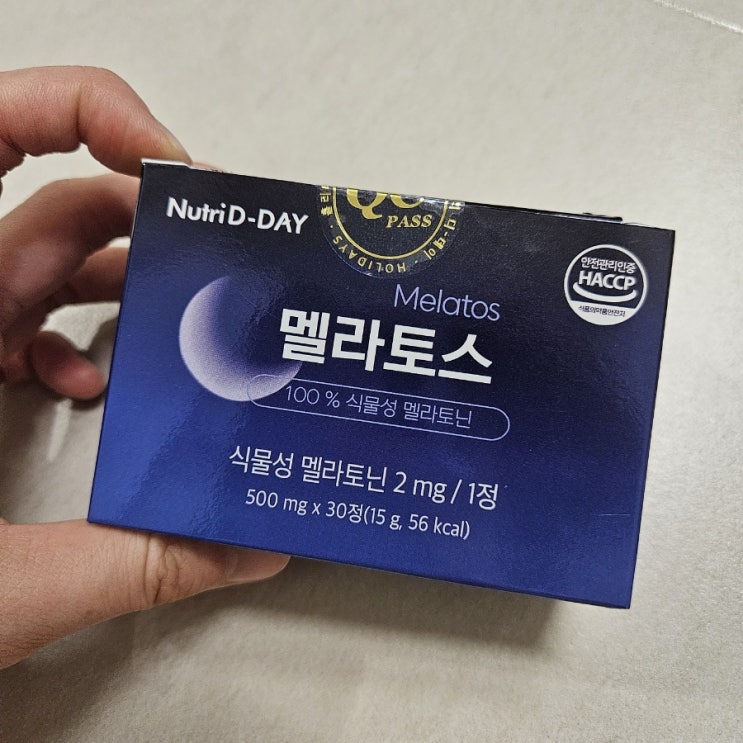 Nutri D-DAY
PASS
HOLIDAYS
안전관리인증
HACCP
식품의약품안전처
Melatos
멜라토스
100 % 식물성 멜라토닌
식물성 멜라토닌 2 mg / 1정
500 mg x 30정(15 g, 56 kcal)